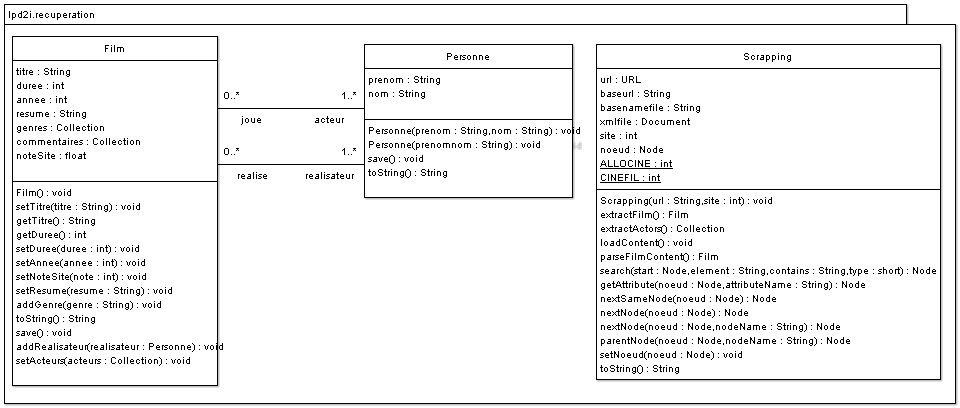 lpd2i.recuperation
Film
titre : String
duree : int
annee : int
resume : String
genres : Collection
commentaires : Collection
noteSite : float
Film() : void
setTitre(titre : String) : void
getTitre() : String
getDuree() : int
setDuree(duree : int) : void
setAnnee(annee : int) : void
setNoteSite(note : int) : void
setResume(resume : String) : void
addGenre(genre : String) : void
toString() : String
save() : void
addRealisateur(realisateur : Personne) : void
setActeurs(acteurs : Collection) : void
0..* 1..*
joue acteur
0..* 1..*
realise realisateur
Personne
prenom : String
nom : String
Personne(prenom : String,nom : String) : void
Personne(prenomnom : String) : void
save() : void
toString() : String
Scrapping
url : URL
baseurl : String
basenamefile : String
xmlfile : Document
site : int
noeud : Node
ALLOCINE : int
CINEFIL : int
Scrapping(url : String,site : int) : void
extractFilm() : Film
extractActors() : Collection
loadContent() : void
parseFilmContent() : Film
search(start : Node,element : String,contains : String,type : short) : Node
getAttribute(noeud : Node,attributeName : String) : Node
nextSameNode(noeud : Node) : Node
nextNode(noeud : Node) : Node
nextNode(noeud : Node,nodeName : String) : Node
parentNode(noeud : Node,nodeName : String) : Node
setNoeud(noeud : Node) : void
toString() : String